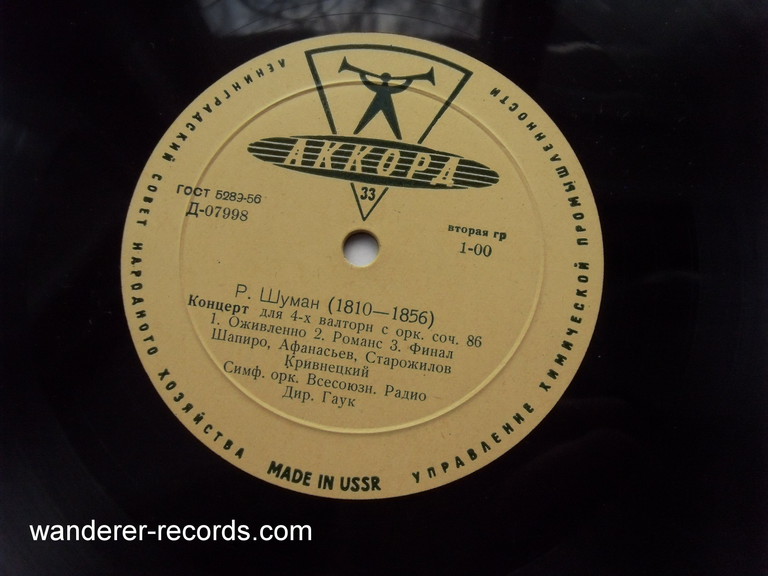 ЛЕНИНГРАДСКИЙ СОВЕТ НАРОДНОГО ХОЗЯЙСТВА
УПРАВЛЕНИЕ ХИМИЧЕСКОЙ ПРОМЫШЛЕННОСТИ
АККОРД
33
ГОСТ 5289-56
Д-07998
вторая гр
1-00
Р. Шуман (1810—1856)
Концерт для 4-х валторн с орк. соч. 86
1. Оживленно 2. Романс 3. Финал
Шапиро, Афанасьев, Старожилов
Кривнецкий
Симф. орк. Всесоюзн. Радио
Дир. Гаук
MADE IN USSR
wanderer-records.com